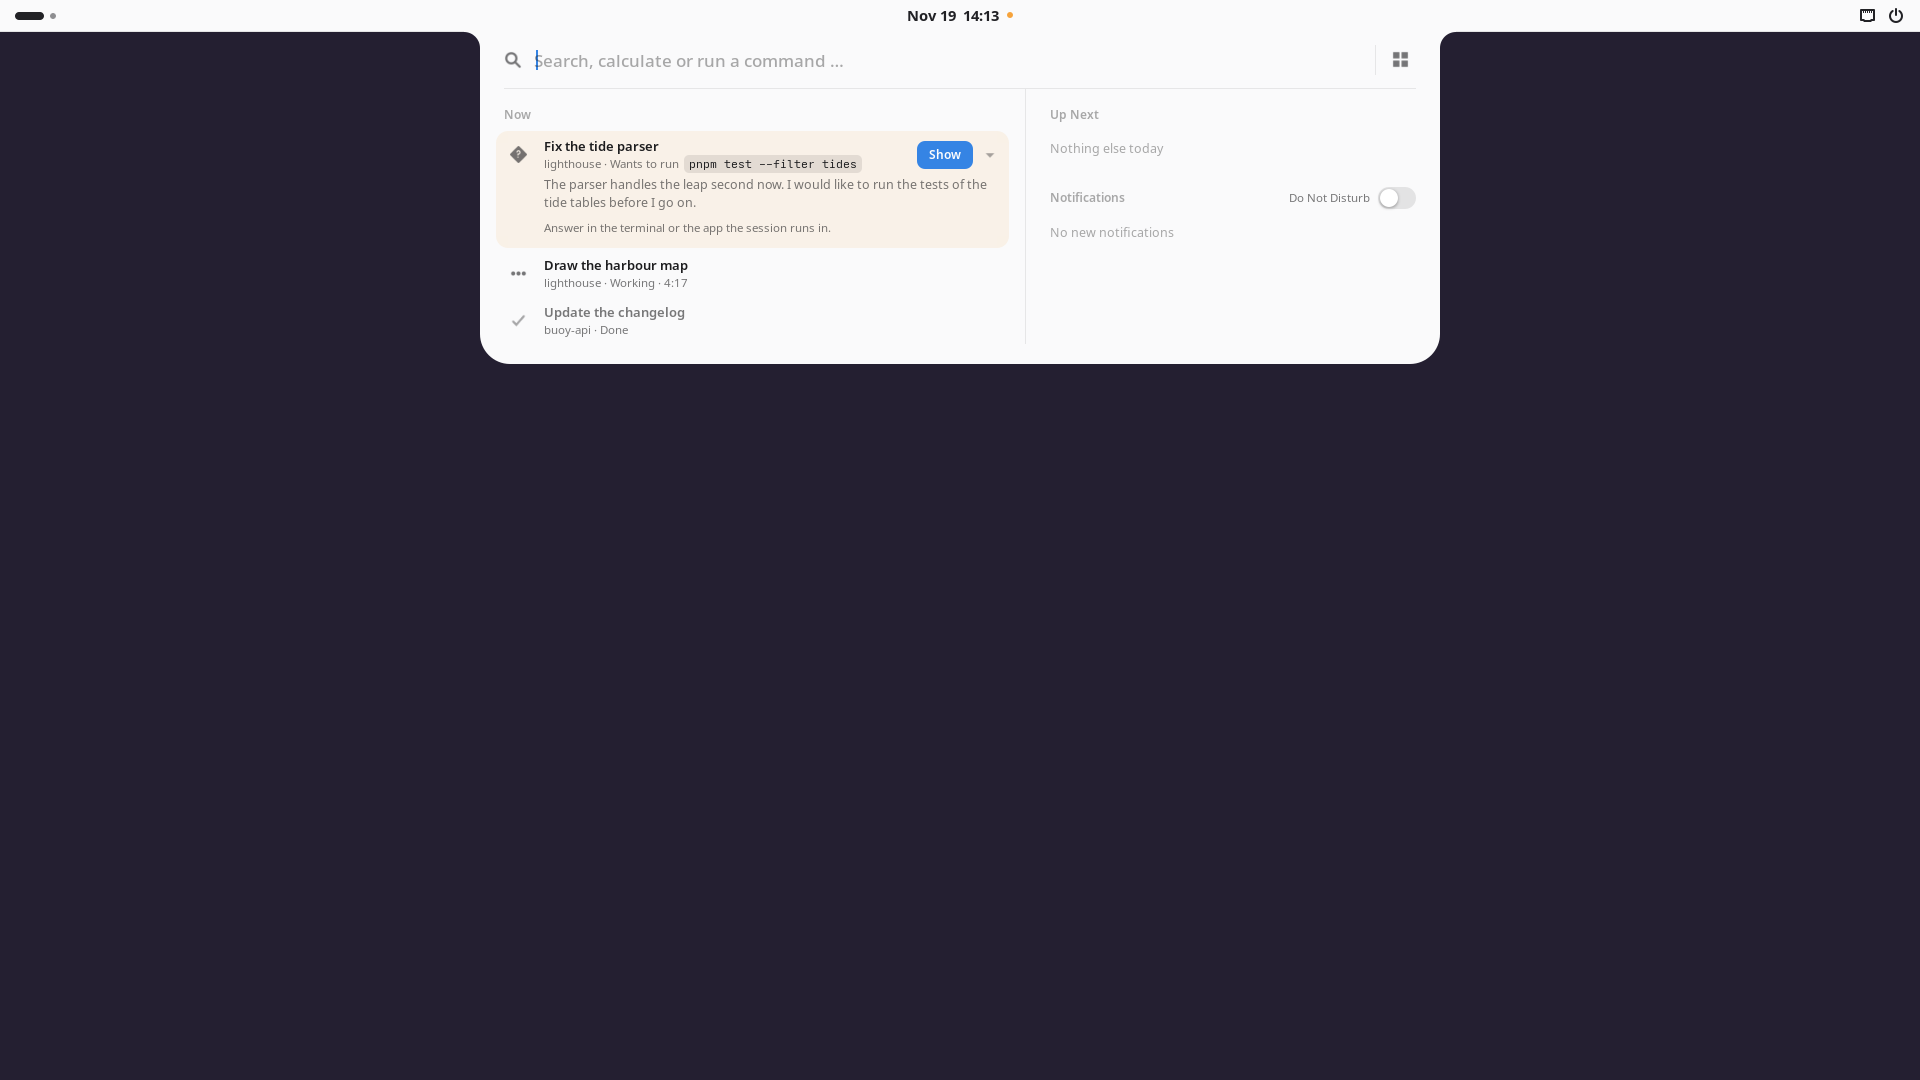 Nov 19 14:13
Search, calculate or run a command ...
Now
Fix the tide parser
lighthouse · Wants to run pnpm test --filter tides
Show
The parser handles the leap second now. I would like to run the tests of the
tide tables before I go on.
Answer in the terminal or the app the session runs in.
Draw the harbour map
lighthouse · Working · 4:17
Update the changelog
buoy-api · Done
Up Next
Nothing else today
Notifications
Do Not Disturb
No new notifications